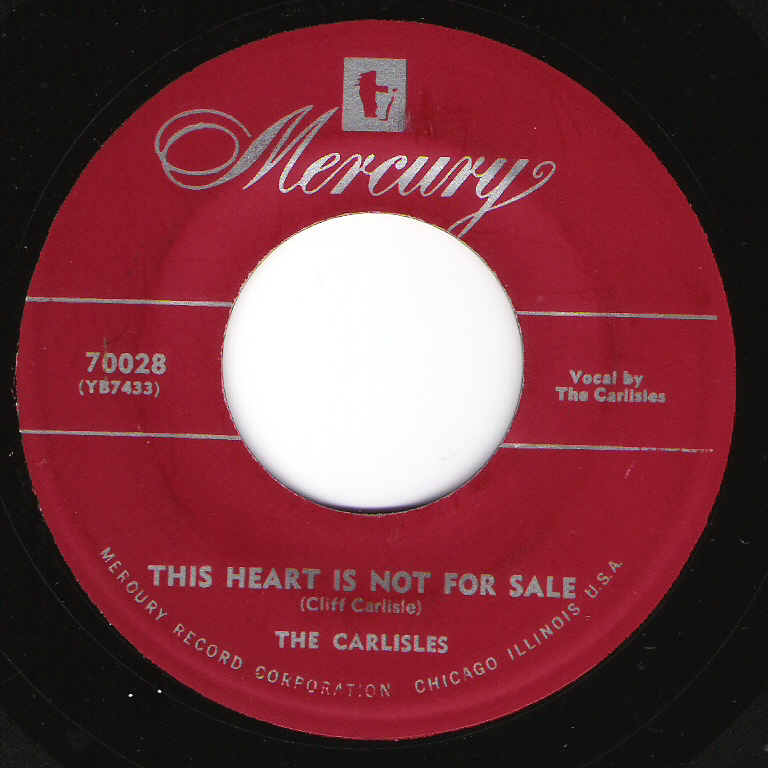 Mercury
70028
(YB7433)
Vocal by
The Carlisles
THIS HEART IS NOT FOR SALE
(Cliff Carlisle)
THE CARLISLES
MERCURY RECORD CORPORATION CHICAGO ILLINOIS U.S.A.